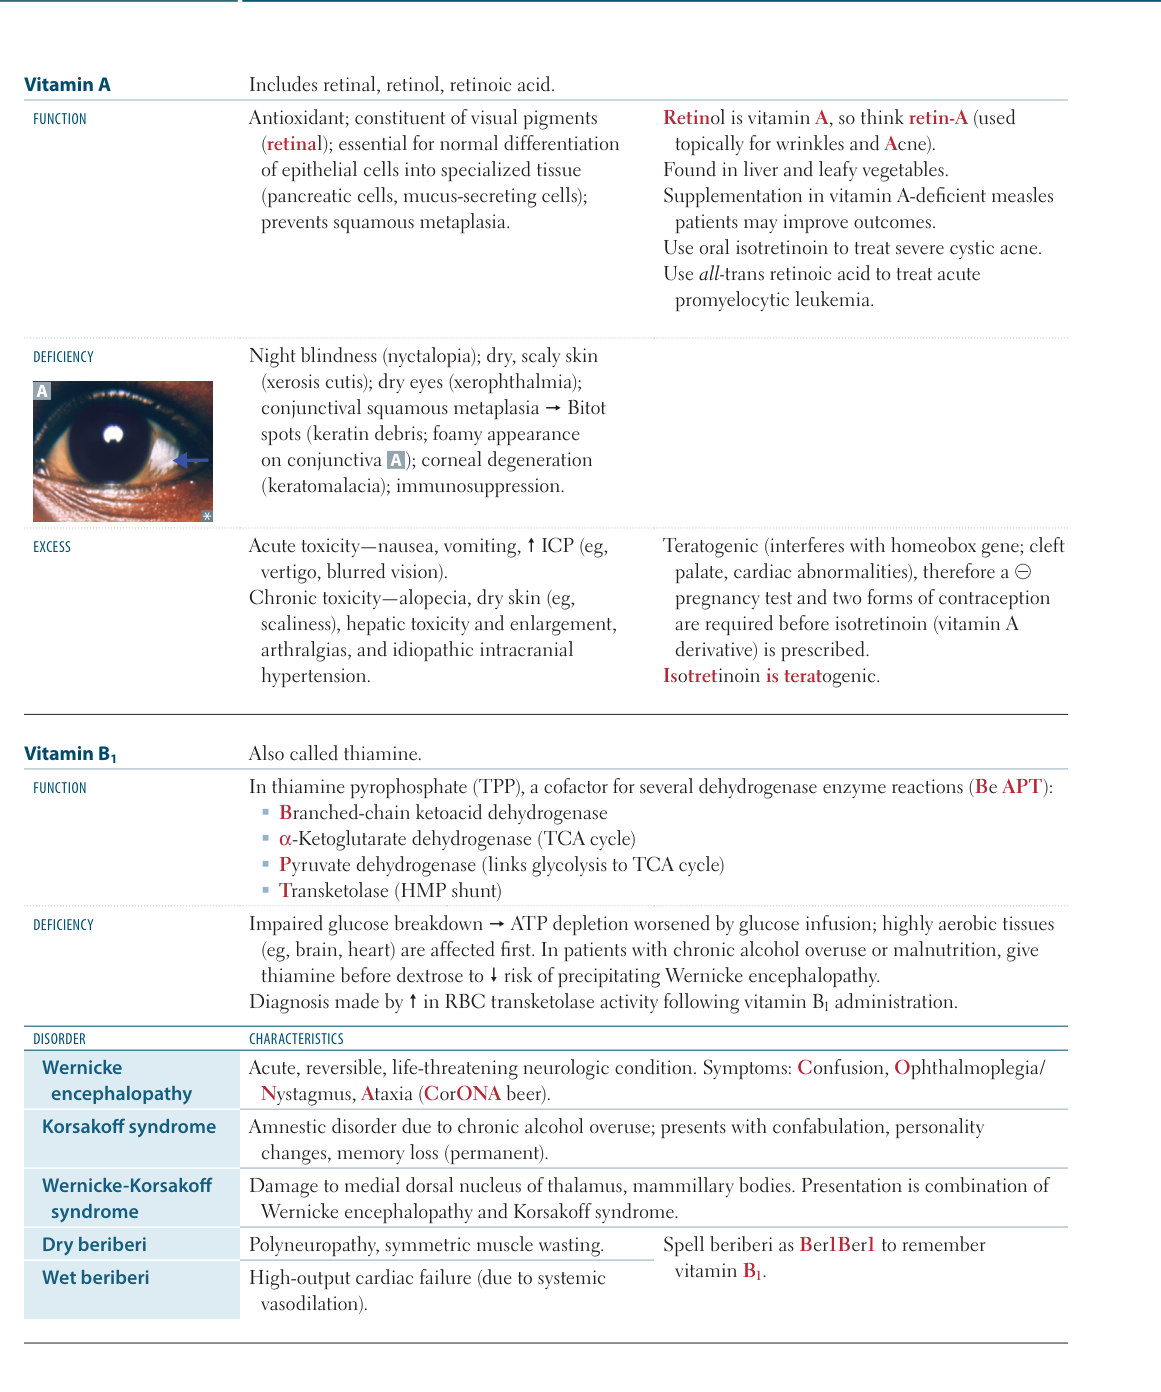 Vitamin A
Includes retinal, retinol, retinoic acid.
FUNCTION
Antioxidant; constituent of visual pigments
(retinal); essential for normal differentiation
of epithelial cells into specialized tissue
(pancreatic cells, mucus-secreting cells);
prevents squamous metaplasia.
Retinol is vitamin A, so think retin-A (used
topically for wrinkles and Acne).
Found in liver and leafy vegetables.
Supplementation in vitamin A-deficient measles
patients may improve outcomes.
Use oral isotretinoin to treat severe cystic acne.
Use all-trans retinoic acid to treat acute
promyelocytic leukemia.
DEFICIENCY
A
Night blindness (nyctalopia); dry, scaly skin
(xerosis cutis); dry eyes (xerophthalmia);
conjunctival squamous metaplasia → Bitot
spots (keratin debris; foamy appearance
on conjunctiva A); corneal degeneration
(keratomalacia); immunosuppression.
EXCESS
Acute toxicity—nausea, vomiting, ↑ ICP (eg,
vertigo, blurred vision).
Chronic toxicity—alopecia, dry skin (eg,
scaliness), hepatic toxicity and enlargement,
arthralgias, and idiopathic intracranial
hypertension.
Teratogenic (interferes with homeobox gene; cleft
palate, cardiac abnormalities), therefore a ⊖
pregnancy test and two forms of contraception
are required before isotretinoin (vitamin A
derivative) is prescribed.
Isotretinoin is teratogenic.
Vitamin B₁
Also called thiamine.
FUNCTION
In thiamine pyrophosphate (TPP), a cofactor for several dehydrogenase enzyme reactions (Be APT):
▪ Branched-chain ketoacid dehydrogenase
▪ α-Ketoglutarate dehydrogenase (TCA cycle)
▪ Pyruvate dehydrogenase (links glycolysis to TCA cycle)
▪ Transketolase (HMP shunt)
DEFICIENCY
Impaired glucose breakdown → ATP depletion worsened by glucose infusion; highly aerobic tissues
(eg, brain, heart) are affected first. In patients with chronic alcohol overuse or malnutrition, give
thiamine before dextrose to ↓ risk of precipitating Wernicke encephalopathy.
Diagnosis made by ↑ in RBC transketolase activity following vitamin B₁ administration.
DISORDER
CHARACTERISTICS
Wernicke
encephalopathy
Acute, reversible, life-threatening neurologic condition. Symptoms: Confusion, Ophthalmoplegia/
Nystagmus, Ataxia (CorONA beer).
Korsakoff syndrome
Amnestic disorder due to chronic alcohol overuse; presents with confabulation, personality
changes, memory loss (permanent).
Wernicke-Korsakoff
syndrome
Damage to medial dorsal nucleus of thalamus, mammillary bodies. Presentation is combination of
Wernicke encephalopathy and Korsakoff syndrome.
Dry beriberi
Polyneuropathy, symmetric muscle wasting.
Spell beriberi as Ber1Ber1 to remember
vitamin B₁.
Wet beriberi
High-output cardiac failure (due to systemic
vasodilation).